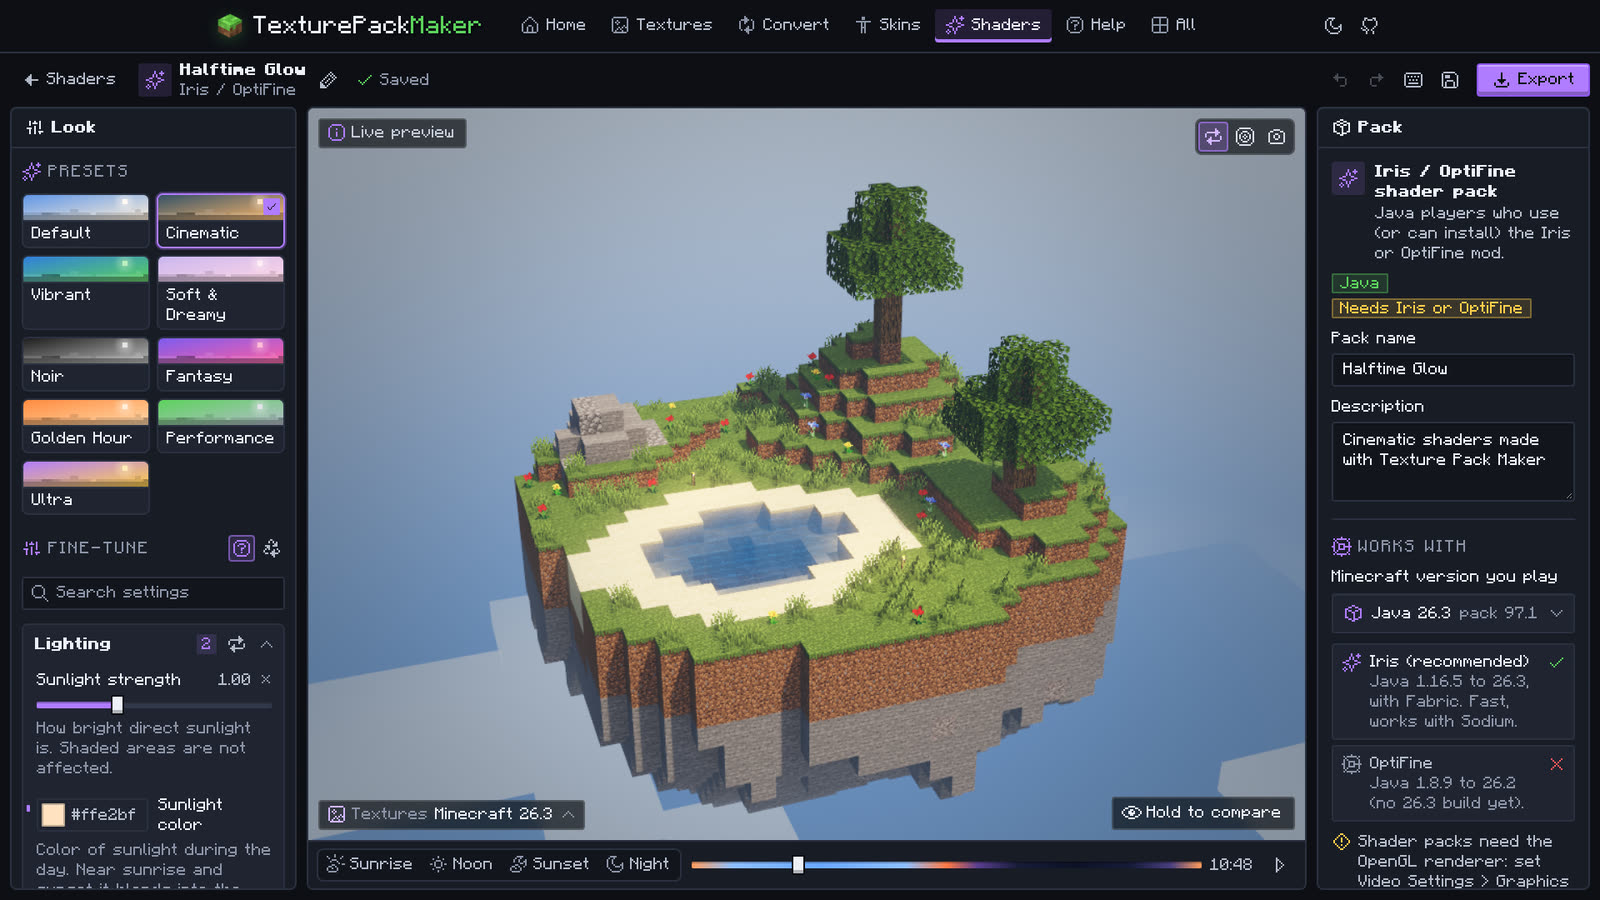 TexturePackMaker
Home
Textures
Convert
Skins
Shaders
Help
All
Shaders
Halftime Glow
Iris / OptiFine
Saved
Export
Look
PRESETS
Default
Cinematic
Vibrant
Soft &
Dreamy
Noir
Fantasy
Golden Hour
Performance
Ultra
FINE-TUNE
Search settings
Lighting
2
Sunlight strength
1.00
How bright direct sunlight
is. Shaded areas are not
affected.
#ffe2bf
Sunlight
color
Color of sunlight during the
day. Near sunrise and
sunset it blends into the
Live preview
Textures Minecraft 26.3
Hold to compare
Sunrise
Noon
Sunset
Night
10:48
Pack
Iris / OptiFine
shader pack
Java players who use
(or can install) the Iris
or OptiFine mod.
Java
Needs Iris or OptiFine
Pack name
Halftime Glow
Description
Cinematic shaders made
with Texture Pack Maker
WORKS WITH
Minecraft version you play
Java 26.3 pack 97.1
Iris (recommended)
Java 1.16.5 to 26.3,
with Fabric. Fast,
works with Sodium.
OptiFine
Java 1.8.9 to 26.2
(no 26.3 build yet).
Shader packs need the
OpenGL renderer: set
Video Settings > Graphics